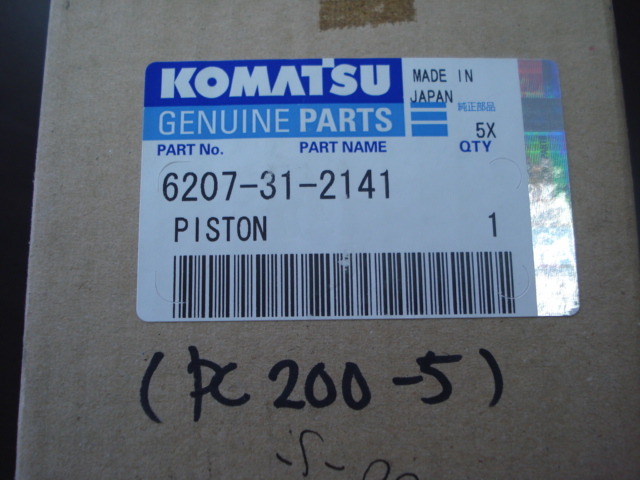 KOMATSU
MADE IN
JAPAN
GENUINE PARTS
純正部品
5X
PART No. PART NAME QTY
6207-31-2141
PISTON 1
(PC 200-5)